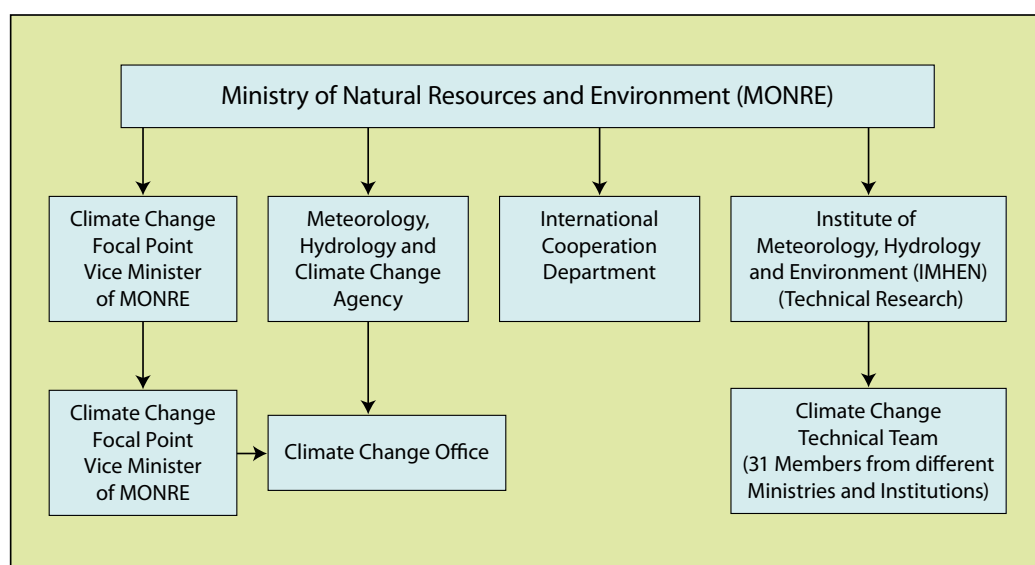 Ministry of Natural Resources and Environment (MONRE)
Climate Change
Focal Point
Vice Minister
of MONRE
Meteorology,
Hydrology and
Climate Change
Agency
International
Cooperation
Department
Institute of
Meteorology, Hydrology
and Environment (IMHEN)
(Technical Research)
Climate Change
Focal Point
Vice Minister
of MONRE
Climate Change Office
Climate Change
Technical Team
(31 Members from different
Ministries and Institutions)